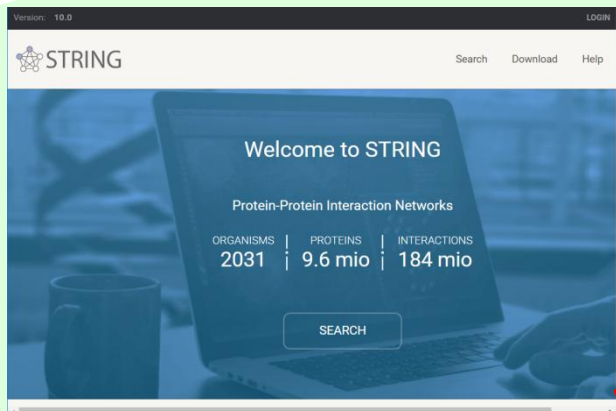 Version: 10.0 LOGIN
STRING Search Download Help
Welcome to STRING
Protein-Protein Interaction Networks
ORGANISMS PROTEINS INTERACTIONS
2031 9.6 mio 184 mio
SEARCH